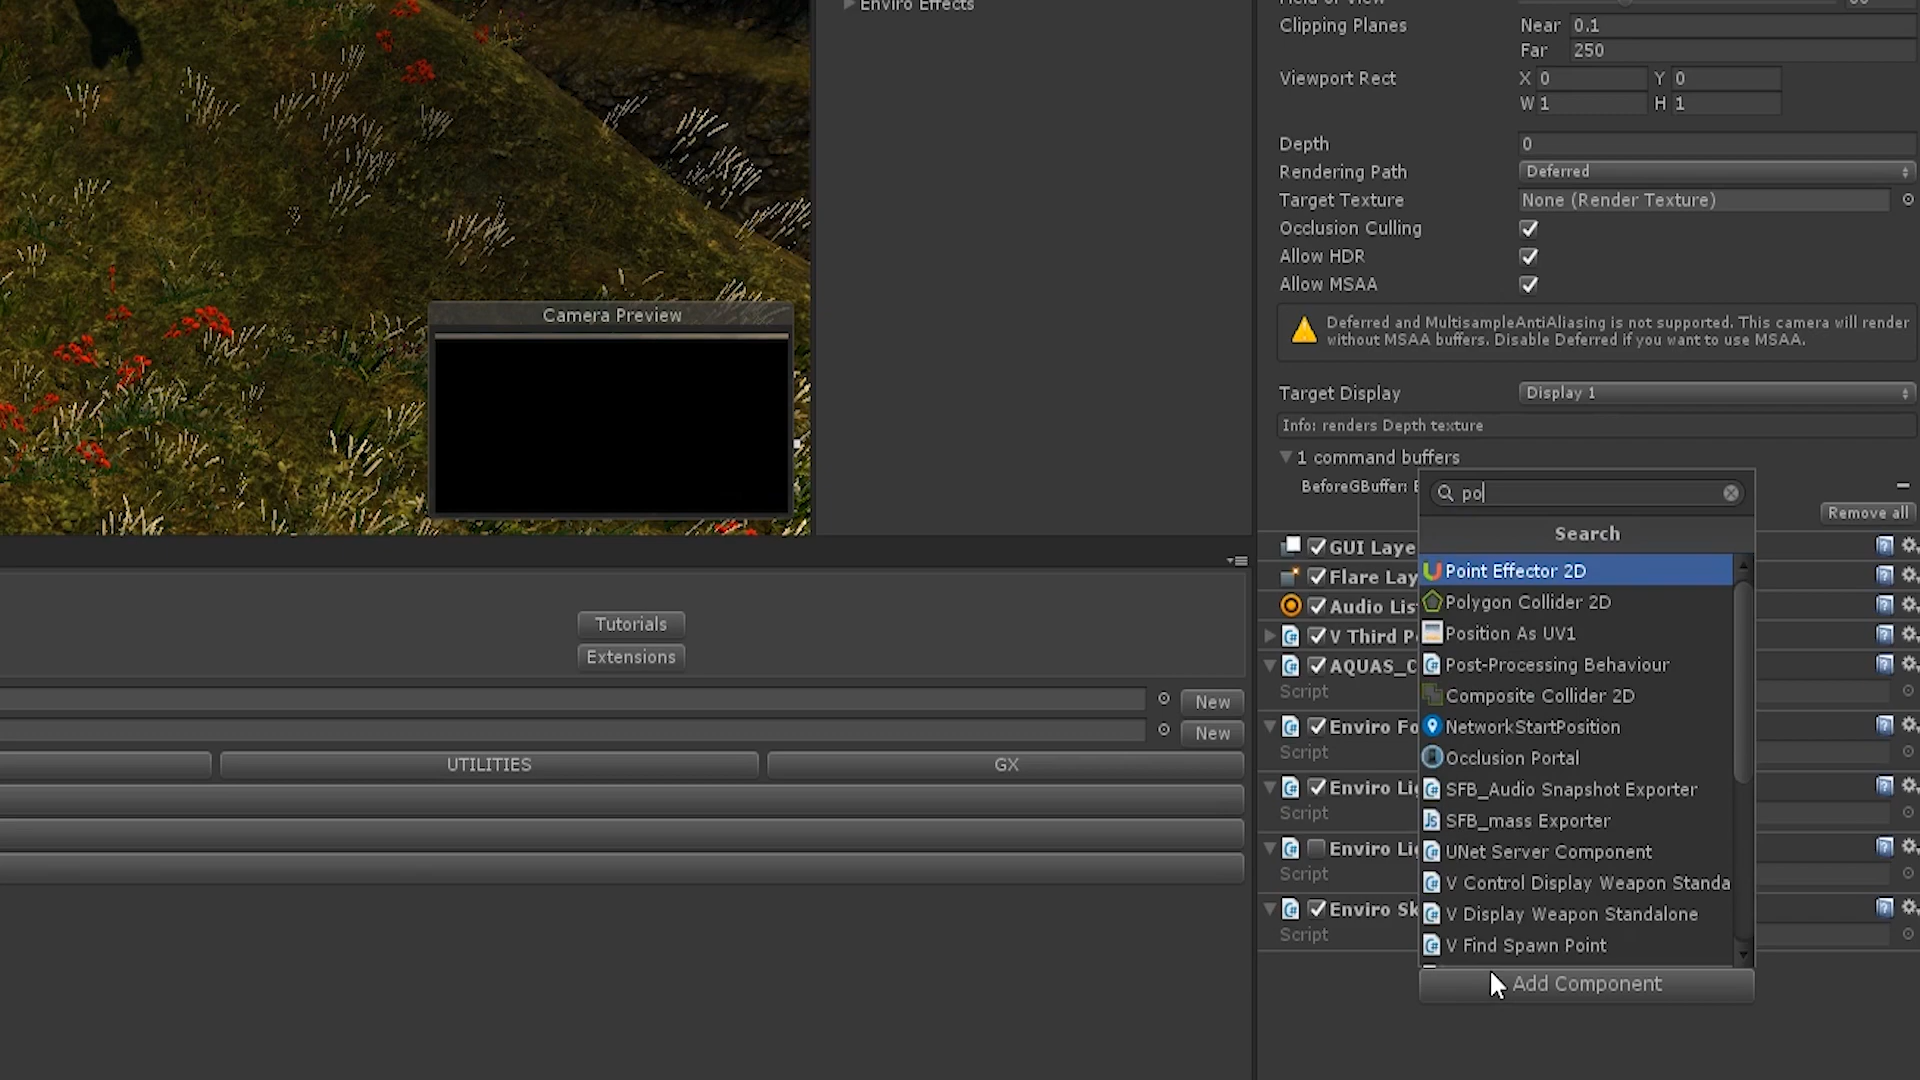 Enviro Effects
Clipping Planes Near 0.1
Far 250
Viewport Rect X 0 Y 0
W 1 H 1
Depth 0
Rendering Path Deferred
Target Texture None (Render Texture)
Occlusion Culling
Allow HDR
Allow MSAA
Deferred and MultisampleAntiAliasing is not supported. This camera will render
without MSAA buffers. Disable Deferred if you want to use MSAA.
Target Display Display 1
Info: renders Depth texture
1 command buffers
BeforeGBuffer:
Remove all
Camera Preview
po
Search
Point Effector 2D
Polygon Collider 2D
Position As UV1
Post-Processing Behaviour
Composite Collider 2D
NetworkStartPosition
Occlusion Portal
SFB_Audio Snapshot Exporter
SFB_mass Exporter
UNet Server Component
V Control Display Weapon Standa
V Display Weapon Standalone
V Find Spawn Point
Add Component
GUI Laye
Flare Lay
Audio Lis
V Third P
AQUAS_C
Script
Enviro Fo
Script
Enviro Li
Script
Enviro Li
Script
Enviro Sk
Script
Tutorials
Extensions
New
New
UTILITIES GX